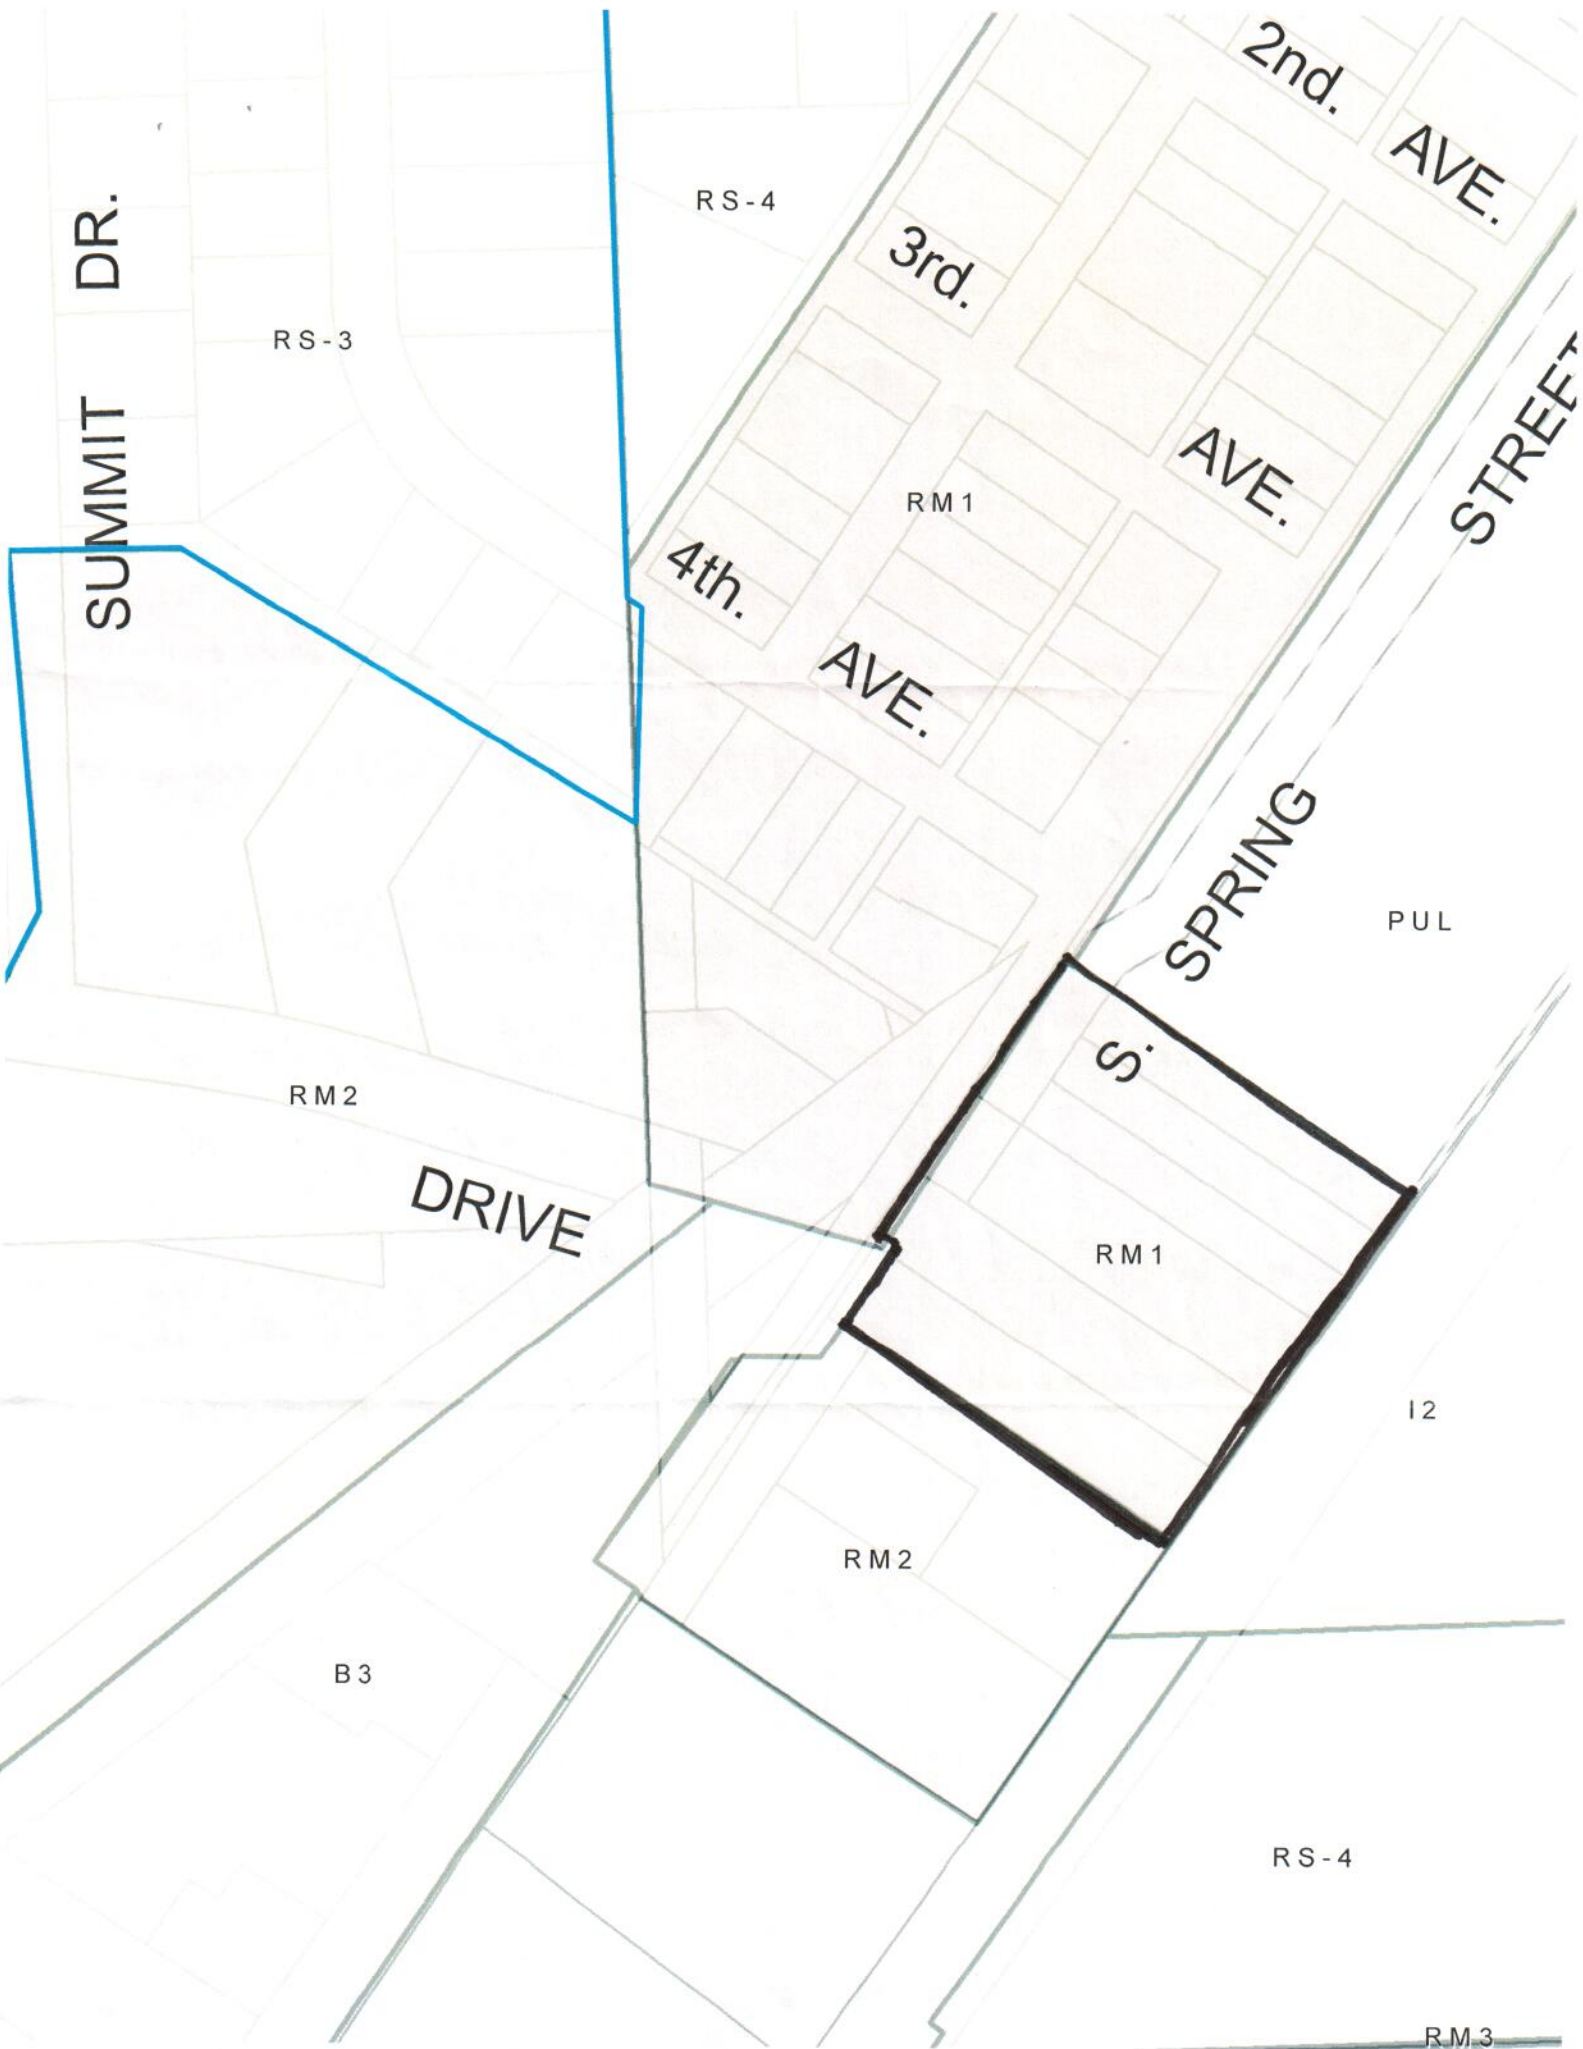 2nd.
AVE.
DR.
RS-4
3rd.
RS-3
STREET
SUMMIT
AVE.
RM1
4th.
AVE.
SPRING
PUL
S.
RM2
DRIVE
RM1
I2
RM2
B3
RS-4
RM3